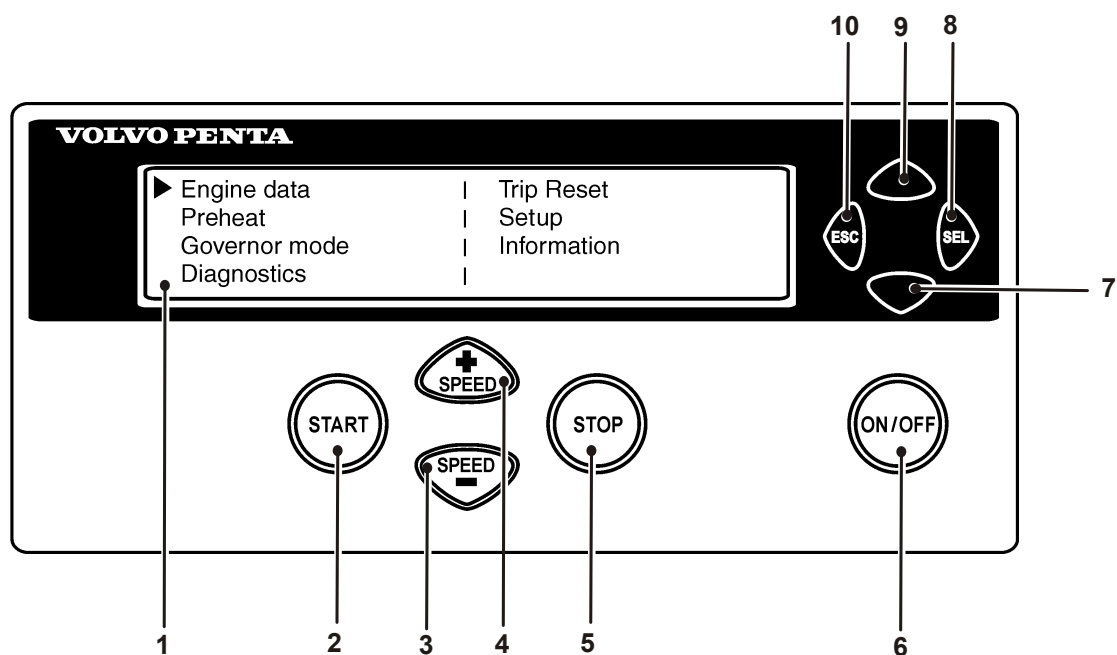 10 9 8
VOLVO PENTA
Engine data | Trip Reset
Preheat | Setup
Governor mode | Information
Diagnostics |
ESC
SEL
7
+
SPEED
START
STOP
ON/OFF
SPEED
-
1 2 3 4 5 6